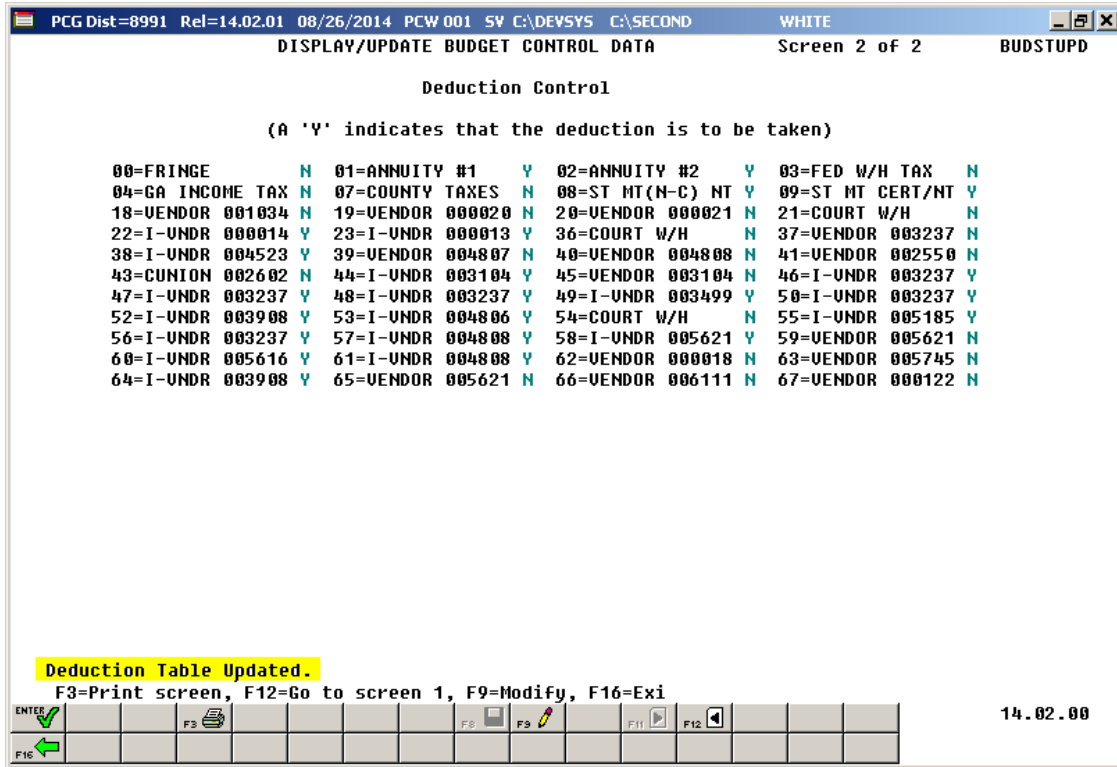 PCG Dist=8991 Rel=14.02.01 08/26/2014 PCW 001 SV C:\DEVSYS C:\SECOND WHITE
DISPLAY/UPDATE BUDGET CONTROL DATA Screen 2 of 2 BUDSTUPD
Deduction Control
(A 'Y' indicates that the deduction is to be taken)
00=FRINGE N 01=ANNUITY #1 Y 02=ANNUITY #2 Y 03=FED W/H TAX N
04=GA INCOME TAX N 07=COUNTY TAXES N 08=ST MT(N-C) NT Y 09=ST MT CERT/NT Y
18=VENDOR 001034 N 19=VENDOR 000020 N 20=VENDOR 000021 N 21=COURT W/H N
22=I-VNDR 000014 Y 23=I-VNDR 000013 Y 36=COURT W/H N 37=VENDOR 003237 N
38=I-VNDR 004523 Y 39=VENDOR 004807 N 40=VENDOR 004808 N 41=VENDOR 002550 N
43=CUNION 002602 N 44=I-VNDR 003104 Y 45=VENDOR 003104 N 46=I-VNDR 003237 Y
47=I-VNDR 003237 Y 48=I-VNDR 003237 Y 49=I-VNDR 003499 Y 50=I-VNDR 003237 Y
52=I-VNDR 003908 Y 53=I-VNDR 004806 Y 54=COURT W/H N 55=I-VNDR 005185 Y
56=I-VNDR 003237 Y 57=I-VNDR 004808 Y 58=I-VNDR 005621 Y 59=VENDOR 005621 N
60=I-VNDR 005616 Y 61=I-VNDR 004808 Y 62=VENDOR 000018 N 63=VENDOR 005745 N
64=I-VNDR 003908 Y 65=VENDOR 005621 N 66=VENDOR 006111 N 67=VENDOR 000122 N
Deduction Table Updated.
F3=Print screen, F12=Go to screen 1, F9=Modify, F16=Exi
ENTER F3 F8 F9 F11 F12 14.02.00
F16